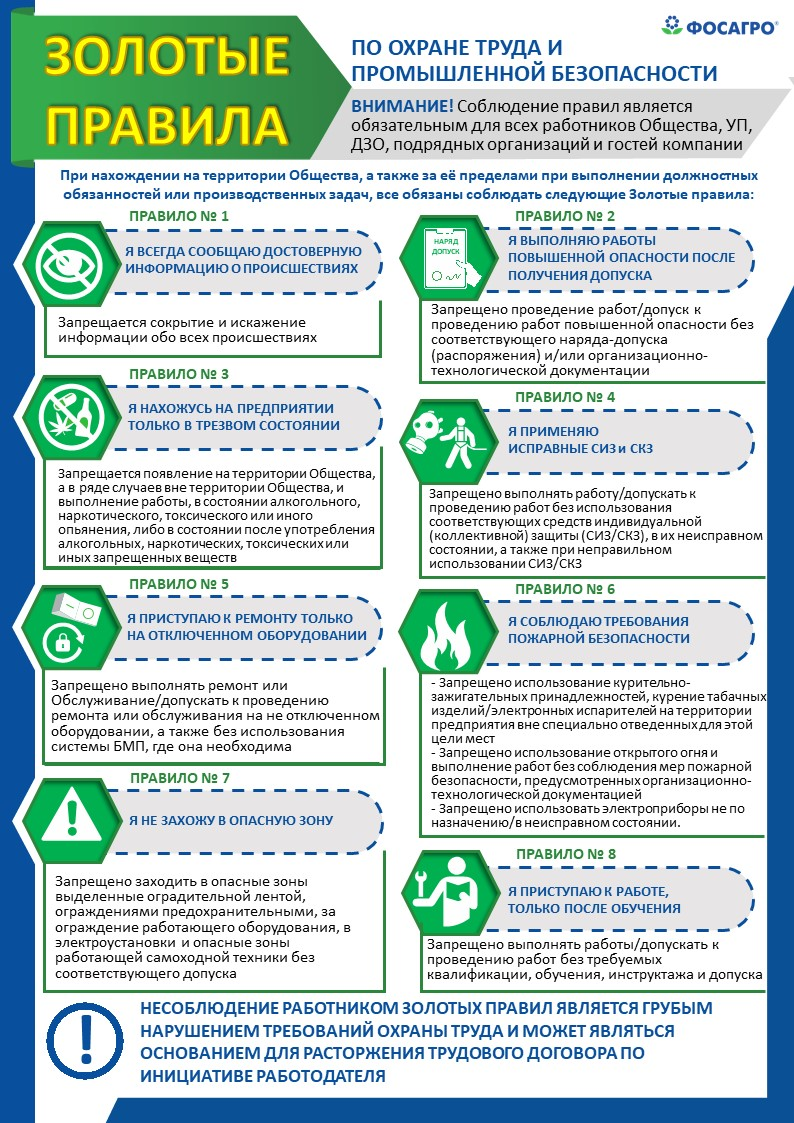 ЗОЛОТЫЕ
ПРАВИЛА
ФОСАГРО®
ПО ОХРАНЕ ТРУДА И
ПРОМЫШЛЕННОЙ БЕЗОПАСНОСТИ
ВНИМАНИЕ! Соблюдение правил является
обязательным для всех работников Общества, УП,
ДЗО, подрядных организаций и гостей компании
При нахождении на территории Общества, а также за её пределами при выполнении должностных
обязанностей или производственных задач, все обязаны соблюдать следующие Золотые правила:
ПРАВИЛО № 1
Я ВСЕГДА СООБЩАЮ ДОСТОВЕРНУЮ
ИНФОРМАЦИЮ О ПРОИСШЕСТВИЯХ
Запрещается сокрытие и искажение
информации обо всех происшествиях
ПРАВИЛО № 2
НАРЯД
ДОПУСК
Я ВЫПОЛНЯЮ РАБОТЫ
ПОВЫШЕННОЙ ОПАСНОСТИ ПОСЛЕ
ПОЛУЧЕНИЯ ДОПУСКА
Запрещено проведение работ/допуск к
проведению работ повышенной опасности без
соответствующего наряда-допуска
(распоряжения) и/или организационно-
технологической документации
ПРАВИЛО № 3
Я НАХОЖУСЬ НА ПРЕДПРИЯТИИ
ТОЛЬКО В ТРЕЗВОМ СОСТОЯНИИ
Запрещается появление на территории Общества,
а в ряде случаев вне территории Общества, и
выполнение работы, в состоянии алкогольного,
наркотического, токсического или иного
опьянения, либо в состоянии после употребления
алкогольных, наркотических, токсических или
иных запрещенных веществ
ПРАВИЛО № 4
Я ПРИМЕНЯЮ
ИСПРАВНЫЕ СИЗ и СКЗ
Запрещено выполнять работу/допускать к
проведению работ без использования
соответствующих средств индивидуальной
(коллективной) защиты (СИЗ/СКЗ), в их неисправном
состоянии, а также при неправильном
использовании СИЗ/СКЗ
ПРАВИЛО № 5
Я ПРИСТУПАЮ К РЕМОНТУ ТОЛЬКО
НА ОТКЛЮЧЕННОМ ОБОРУДОВАНИИ
Запрещено выполнять ремонт или
Обслуживание/допускать к проведению
ремонта или обслуживания на не отключенном
оборудовании, а также без использования
системы БМП, где она необходима
ПРАВИЛО № 6
Я СОБЛЮДАЮ ТРЕБОВАНИЯ
ПОЖАРНОЙ БЕЗОПАСНОСТИ
- Запрещено использование курительно-
зажигательных принадлежностей, курение табачных
изделий/электронных испарителей на территории
предприятия вне специально отведенных для этой
цели мест
- Запрещено использование открытого огня и
выполнение работ без соблюдения мер пожарной
безопасности, предусмотренных организационно-
технологической документацией
- Запрещено использовать электроприборы не по
назначению/в неисправном состоянии.
ПРАВИЛО № 7
Я НЕ ЗАХОЖУ В ОПАСНУЮ ЗОНУ
Запрещено заходить в опасные зоны
выделенные оградительной лентой,
ограждениями предохранительными, за
ограждение работающего оборудования, в
электроустановки и опасные зоны
работающей самоходной техники без
соответствующего допуска
ПРАВИЛО № 8
Я ПРИСТУПАЮ К РАБОТЕ,
ТОЛЬКО ПОСЛЕ ОБУЧЕНИЯ
Запрещено выполнять работы/допускать к
проведению работ без требуемых
квалификации, обучения, инструктажа и допуска
НЕСОБЛЮДЕНИЕ РАБОТНИКОМ ЗОЛОТЫХ ПРАВИЛ ЯВЛЯЕТСЯ ГРУБЫМ
НАРУШЕНИЕМ ТРЕБОВАНИЙ ОХРАНЫ ТРУДА И МОЖЕТ ЯВЛЯТЬСЯ
ОСНОВАНИЕМ ДЛЯ РАСТОРЖЕНИЯ ТРУДОВОГО ДОГОВОРА ПО
ИНИЦИАТИВЕ РАБОТОДАТЕЛЯ